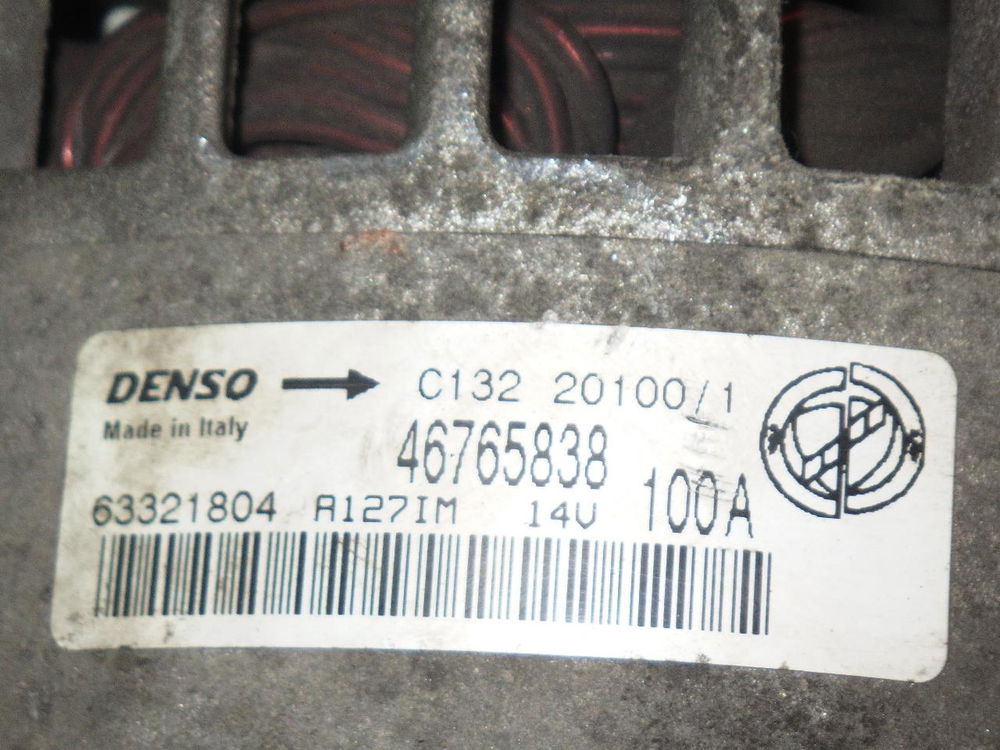 DENSO C132 20100/1
Made in Italy 46765838
63321804 A127IM 14V 100A